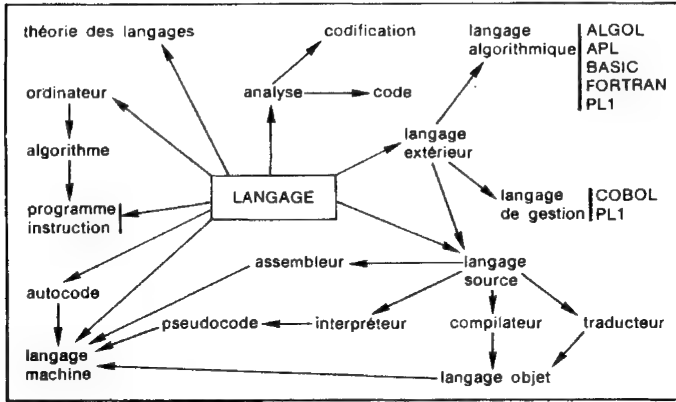 théorie des langages
codification
langage
algorithmique
ALGOL
APL
BASIC
FORTRAN
PL1
ordinateur
analyse
code
algorithme
langage
extérieur
LANGAGE
programme
instruction
langage
de gestion
COBOL
PL1
assembleur
langage
source
autocode
pseudocode
interpréteur
compilateur
traducteur
langage
machine
langage objet